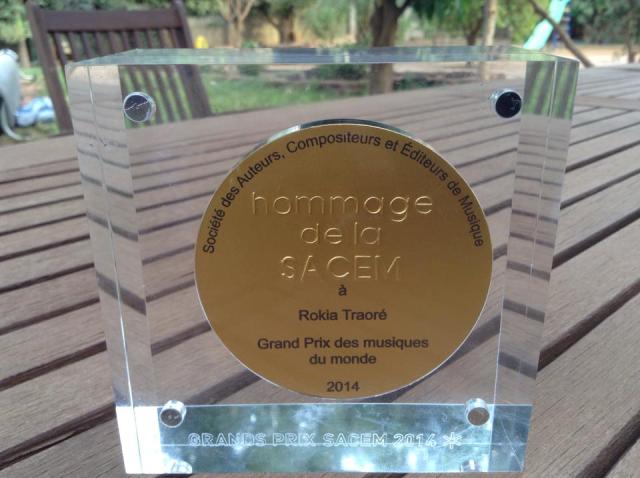 Société des Auteurs, Compositeurs et Éditeurs de Musique
hommage
de la
SACEM
à
Rokia Traoré
Grand Prix des musiques
du monde
2014
GRANDS PRIX SACEM 2014 *